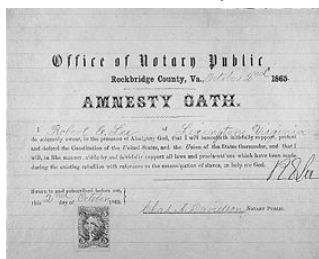 Office of Notary Public
Rockbridge County, Va., October 2nd 1865
AMNESTY OATH.
I Robert E. Lee of Lexington Virginia
do solemnly swear, in the presence of Almighty God, that I will henceforth faithfully support, protect
and defend the Constitution of the United States, and the Union of the States thereunder, and that I
will, in like manner, abide by and faithfully support all laws and proclamations which have been made
during the existing rebellion with reference to the emancipation of slaves, so help me God.
R E Lee
Sworn to and subscribed before me,
this 2nd day of October 1865.
NOTARY PUBLIC.